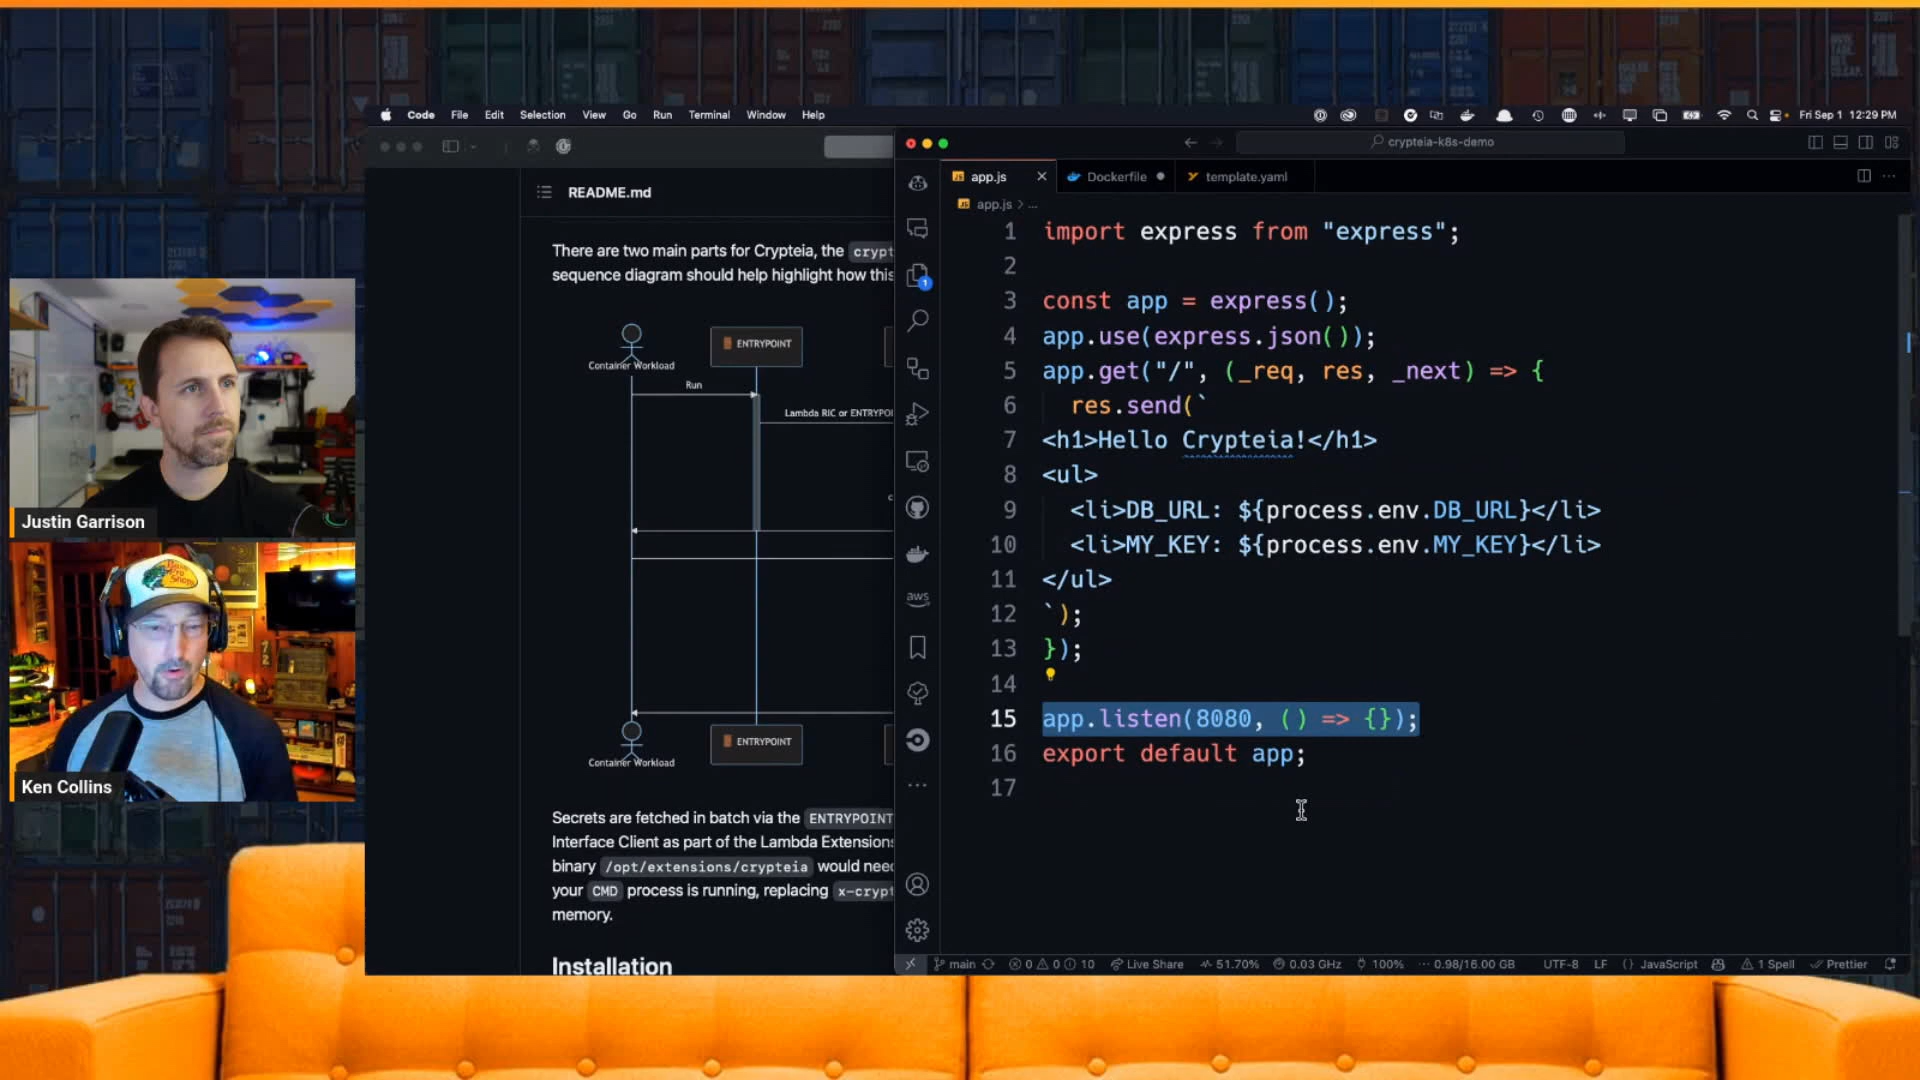 Code File Edit Selection View Go Run Terminal Window Help
Fri Sep 1 12:29 PM
README.md
There are two main parts for Crypteia, the crypt
sequence diagram should help highlight how this
Container Workload
ENTRYPOINT
Run
Lambda RIC or ENTRYPOI
c
Container Workload
ENTRYPOINT
Secrets are fetched in batch via the ENTRYPOINT
Interface Client as part of the Lambda Extensions
binary /opt/extensions/crypteia would need
your CMD process is running, replacing x-crypt
memory.
Installation
crypteia-k8s-demo
app.js
Dockerfile
template.yaml
app.js > ...
1 import express from "express";
2
3 const app = express();
4 app.use(express.json());
5 app.get("/", (_req, res, _next) => {
6 res.send(`
7 <h1>Hello Crypteia!</h1>
8 <ul>
9 <li>DB_URL: ${process.env.DB_URL}</li>
10 <li>MY_KEY: ${process.env.MY_KEY}</li>
11 </ul>
12 `);
13 });
14
15 app.listen(8080, () => {});
16 export default app;
17
1
aws
main 0 0 10 Live Share 51.70% 0.03 GHz 100% 0.98/16.00 GB UTF-8 LF {} JavaScript 1 Spell Prettier
Justin Garrison
Ken Collins
Bass
Pro
Shops